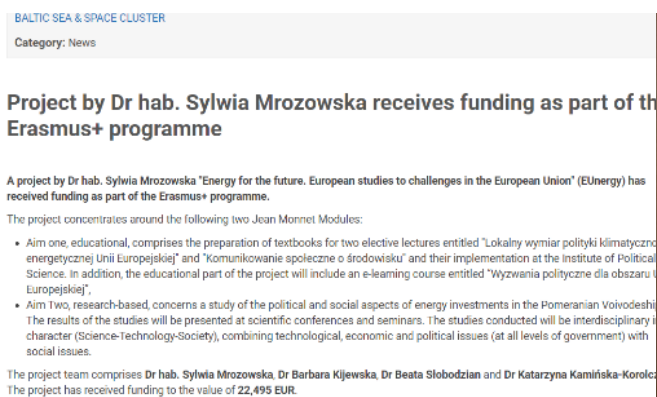 BALTIC SEA & SPACE CLUSTER
Category: News
Project by Dr hab. Sylwia Mrozowska receives funding as part of th
Erasmus+ programme
A project by Dr hab. Sylwia Mrozowska "Energy for the future. European studies to challenges in the European Union" (EUnergy) has
received funding as part of the Erasmus+ programme.
The project concentrates around the following two Jean Monnet Modules:
• Aim one, educational, comprises the preparation of textbooks for two elective lectures entitled "Lokalny wymiar polityki klimatyczno
energetycznej Unii Europejskiej" and "Komunikowanie społeczne o środowisku" and their implementation at the Institute of Political
Science. In addition, the educational part of the project will include an e-learning course entitled "Wyzwania polityczne dla obszaru U
Europejskiej",
• Aim Two, research-based, concerns a study of the political and social aspects of energy investments in the Pomeranian Voivodeshi
The results of the studies will be presented at scientific conferences and seminars. The studies conducted will be interdisciplinary i
character (Science-Technology-Society), combining technological, economic and political issues (at all levels of government) with
social issues.
The project team comprises Dr hab. Sylwia Mrozowska, Dr Barbara Kijewska, Dr Beata Słobodzian and Dr Katarzyna Kamińska-Korolcz
The project has received funding to the value of 22,495 EUR.